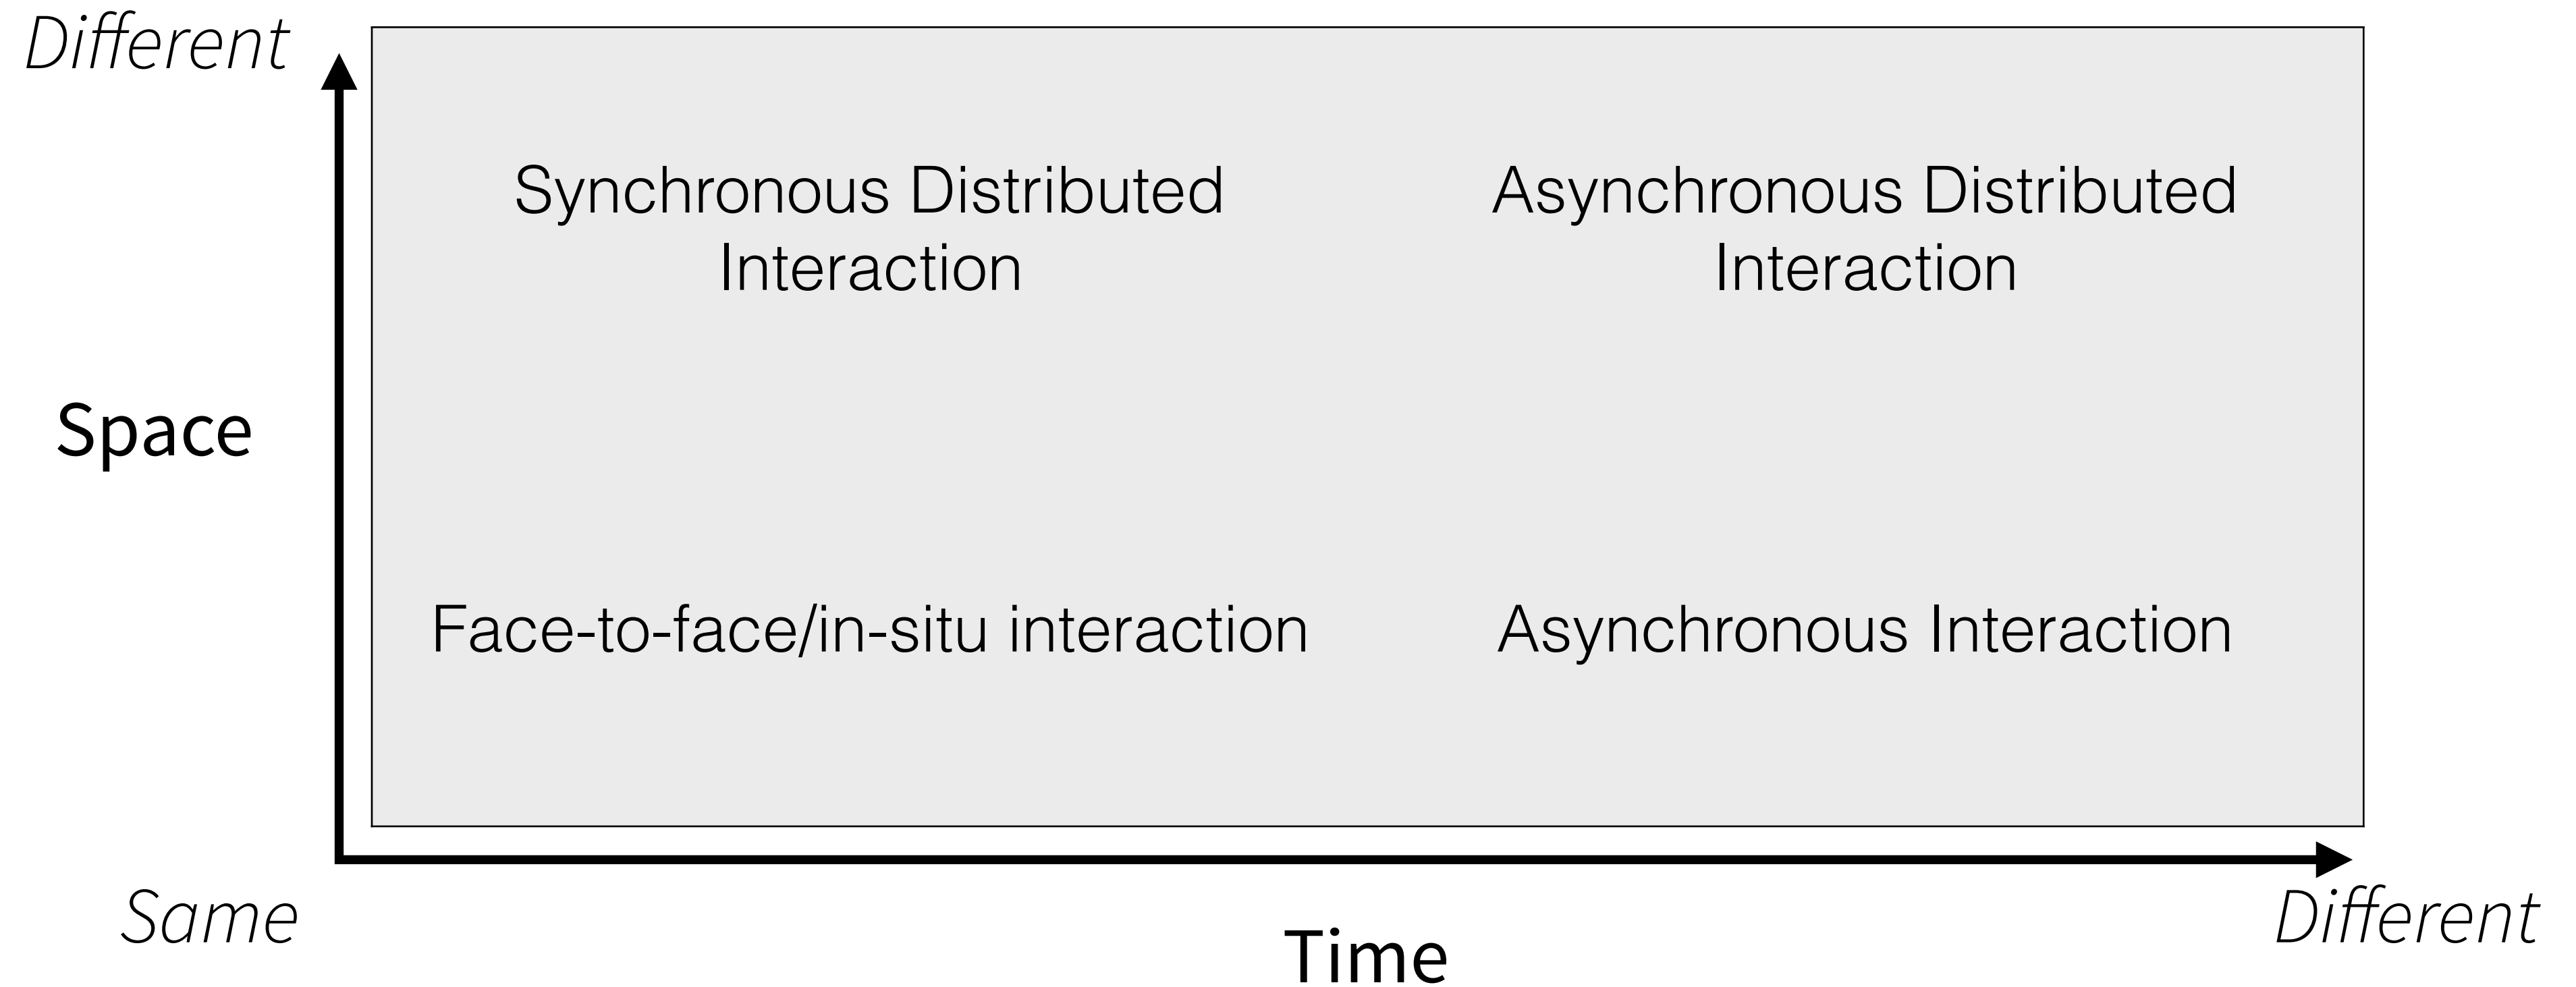 Different
Synchronous Distributed
Interaction
Asynchronous Distributed
Interaction
Space
Face-to-face/in-situ interaction
Asynchronous Interaction
Same
Different
Time